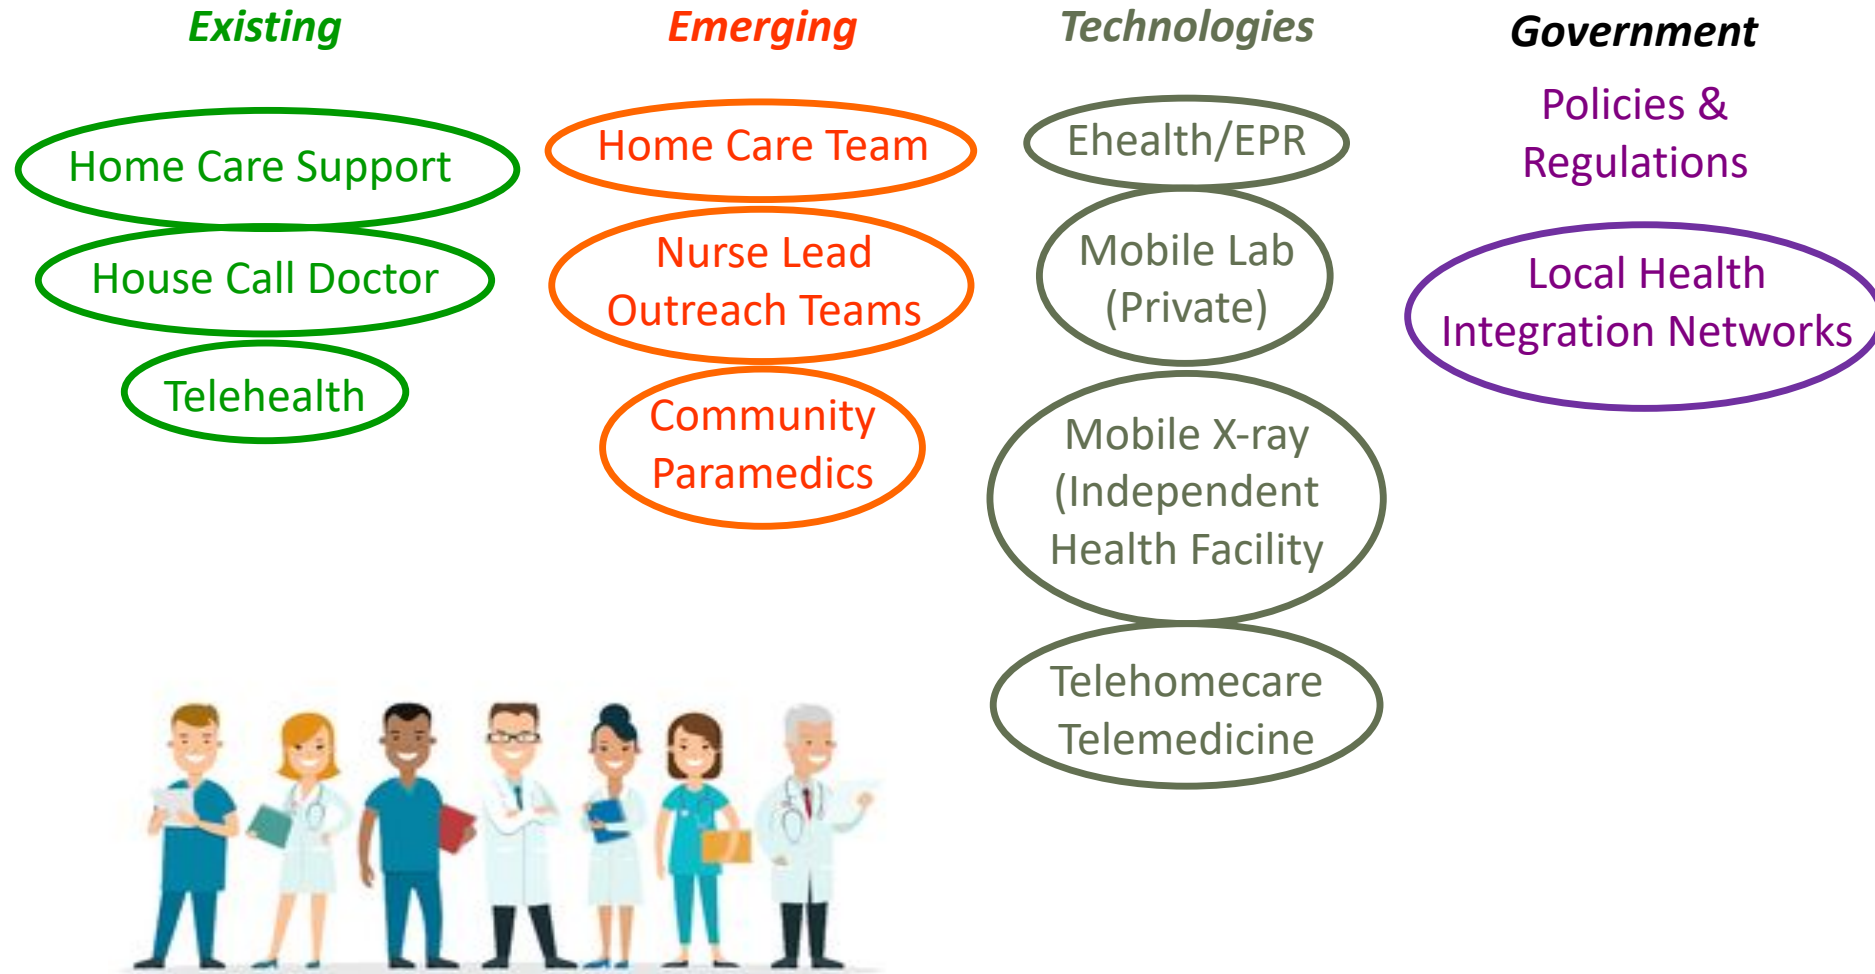 Existing
Home Care Support
House Call Doctor
Telehealth
Emerging
Home Care Team
Nurse Lead
Outreach Teams
Community
Paramedics
Technologies
Ehealth/EPR
Mobile Lab
(Private)
Mobile X-ray
(Independent
Health Facility
Telehomecare
Telemedicine
Government
Policies &
Regulations
Local Health
Integration Networks